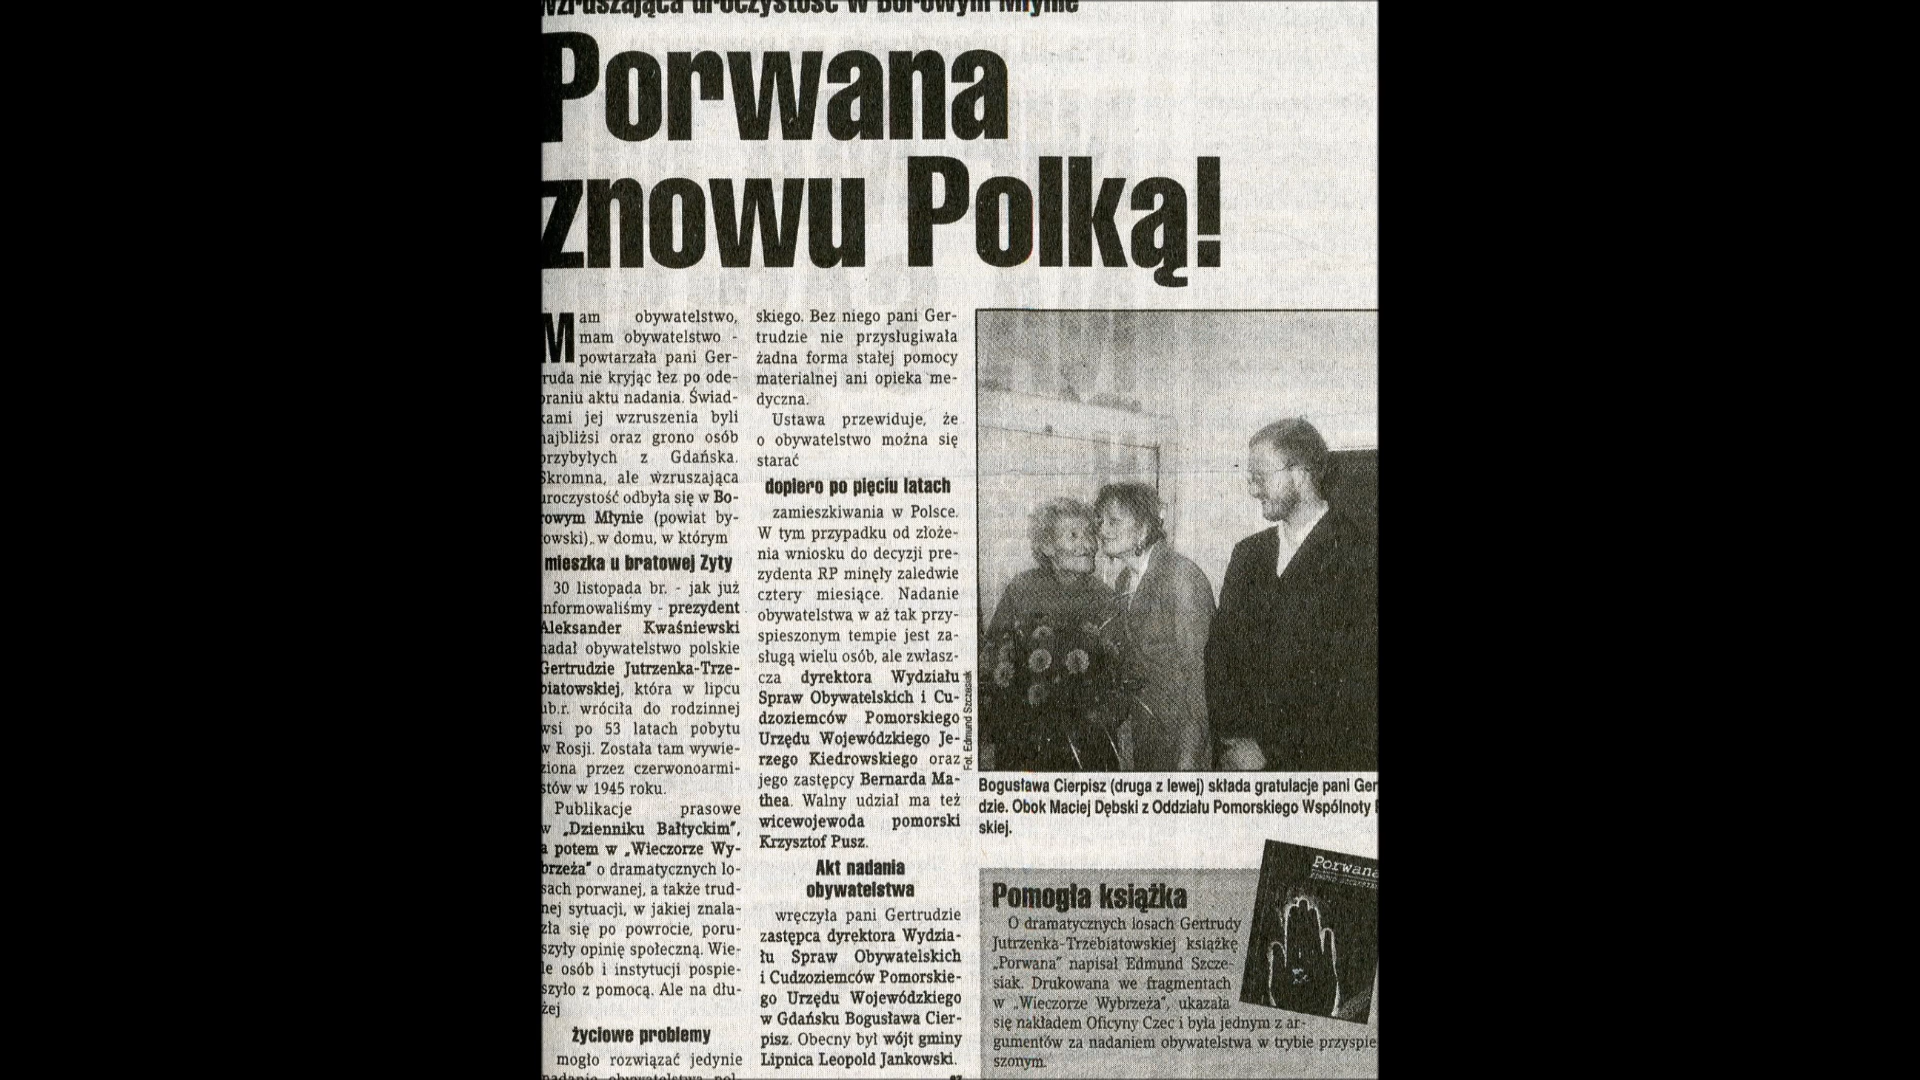 Wzruszająca uroczystość w Borowym Młynie
Porwana
znowu Polką!
Mam obywatelstwo,
mam obywatelstwo -
powtarzała pani Ger-
ruda nie kryjąc łez po ode-
raniu aktu nadania. Świad-
kami jej wzruszenia byli
najbliżsi oraz grono osób
przybyłych z Gdańska.
Skromna, ale wzruszająca
uroczystość odbyła się w Bo-
rowym Młynie (powiat by-
owski), w domu, w którym
mieszka u bratowej Zyty
30 listopada br. - jak już
informowaliśmy - prezydent
Aleksander Kwaśniewski
nadał obywatelstwo polskie
Gertrudzie Jutrzenka-Trze-
biatowskiej, która w lipcu
ub.r. wróciła do rodzinnej
wsi po 53 latach pobytu
w Rosji. Została tam wywie-
ziona przez czerwonoarmi-
stów w 1945 roku.
Publikacje prasowe
w „Dzienniku Bałtyckim",
a potem w „Wieczorze Wy-
brzeża" o dramatycznych lo-
sach porwanej, a także trud-
nej sytuacji, w jakiej znala-
zła się po powrocie, poru-
szyły opinię społeczną. Wie-
le osób i instytucji pospie-
szyło z pomocą. Ale na dłu-
żej
życiowe problemy
mogło rozwiązać jedynie
nadanie obywatelstwa pol-
skiego. Bez niego pani Ger-
trudzie nie przysługiwała
żadna forma stałej pomocy
materialnej ani opieka me-
dyczna.
Ustawa przewiduje, że
o obywatelstwo można się
starać
dopiero po pięciu latach
zamieszkiwania w Polsce.
W tym przypadku od złoże-
nia wniosku do decyzji pre-
zydenta RP minęły zaledwie
cztery miesiące. Nadanie
obywatelstwa w aż tak przy-
spieszonym tempie jest za-
sługą wielu osób, ale zwłasz-
cza dyrektora Wydziału
Spraw Obywatelskich i Cu-
dzoziemców Pomorskiego
Urzędu Wojewódzkiego Je-
rzego Kiedrowskiego oraz
jego zastępcy Bernarda Ma-
thea. Walny udział ma też
wicewojewoda pomorski
Krzysztof Pusz.
Akt nadania
obywatelstwa
wręczyła pani Gertrudzie
zastępca dyrektora Wydzia-
łu Spraw Obywatelskich
i Cudzoziemców Pomorskie-
go Urzędu Wojewódzkiego
w Gdańsku Bogusława Cier-
pisz. Obecny był wójt gminy
Lipnica Leopold Jankowski.
Fot. Edmund Szczesiak
Bogusława Cierpisz (druga z lewej) składa gratulacje pani Ger
dzie. Obok Maciej Dębski z Oddziału Pomorskiego Wspólnoty
skiej.
Porwana
Pomogła książka
O dramatycznych losach Gertrudy
Jutrzenka-Trzebiatowskiej książkę
„Porwana" napisał Edmund Szcze-
siak. Drukowana we fragmentach
w „Wieczorze Wybrzeża", ukazała
się nakładem Oficyny Czec i była jednym z ar-
gumentów za nadaniem obywatelstwa w trybie przyspie
szonym.